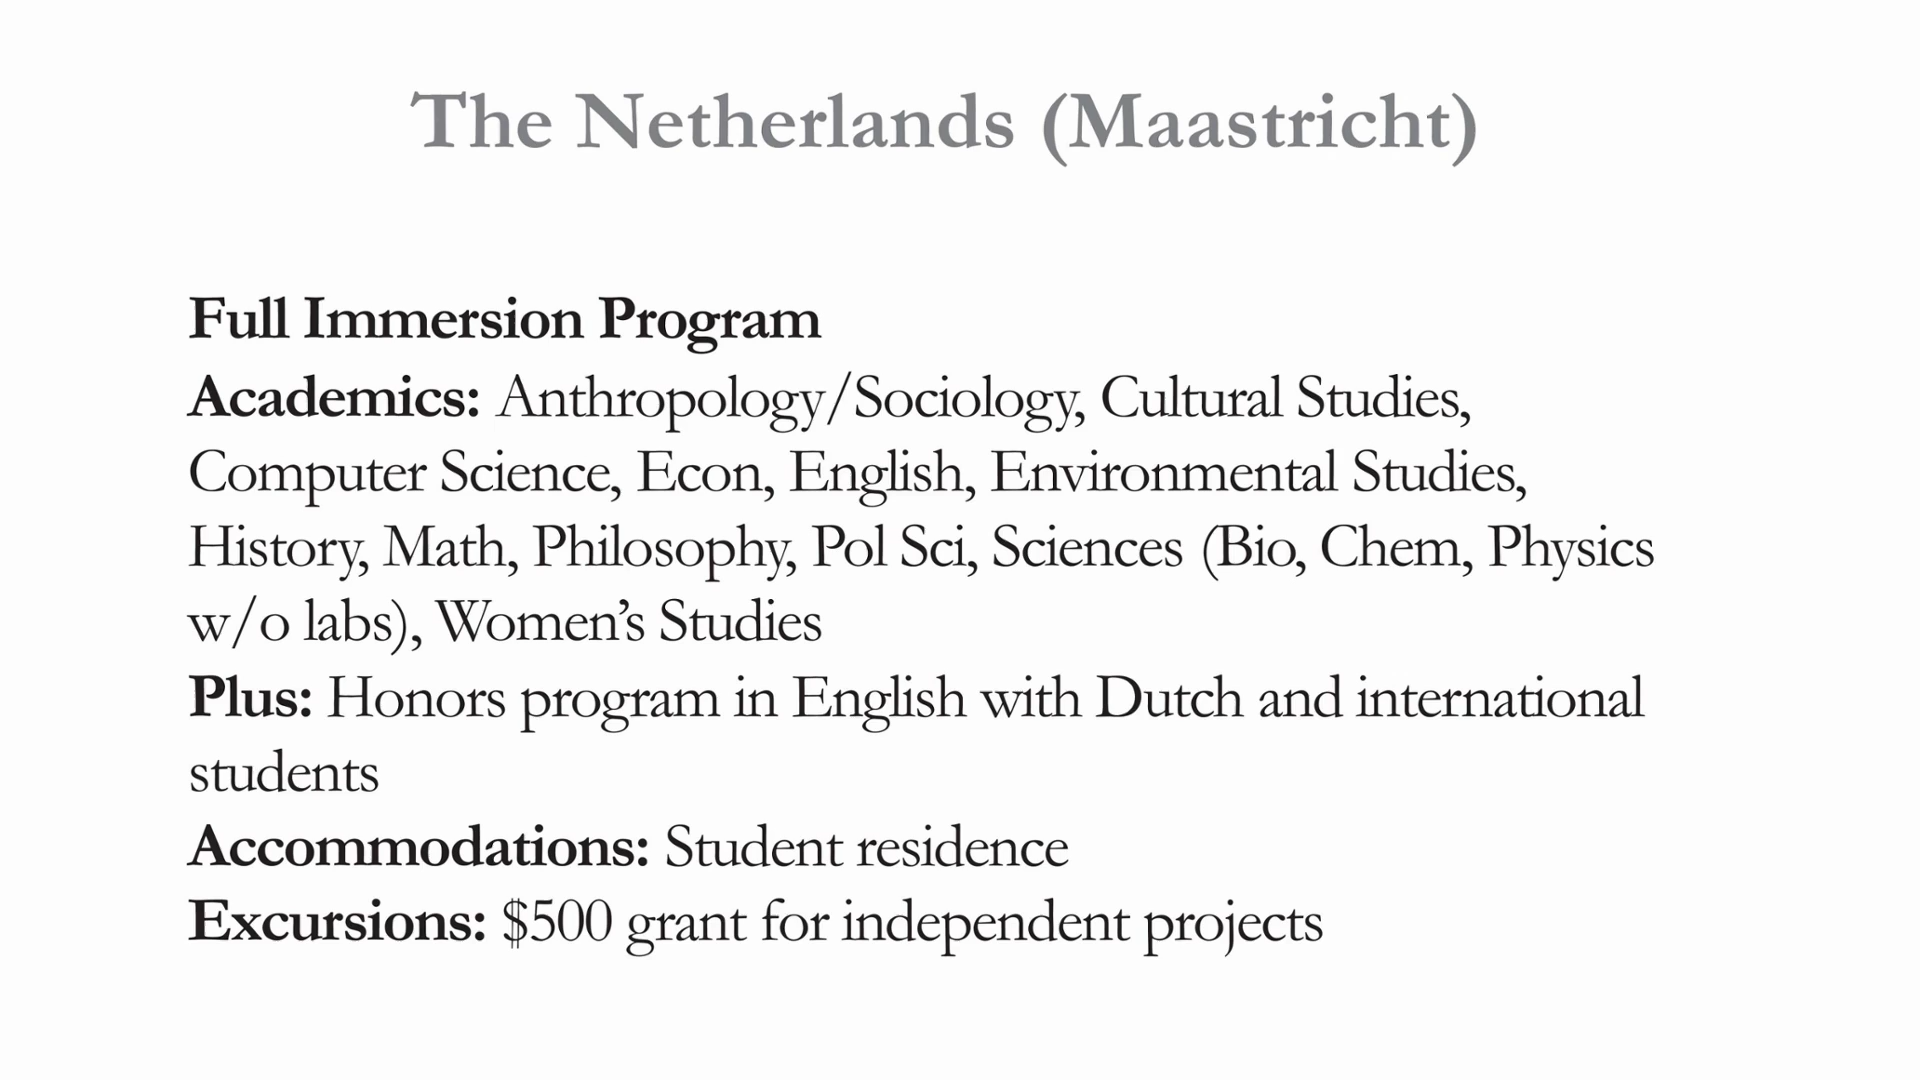 The Netherlands (Maastricht)
Full Immersion Program
Academics: Anthropology/Sociology, Cultural Studies,
Computer Science, Econ, English, Environmental Studies,
History, Math, Philosophy, Pol Sci, Sciences (Bio, Chem, Physics
w/o labs), Women’s Studies
Plus: Honors program in English with Dutch and international
students
Accommodations: Student residence
Excursions: $500 grant for independent projects